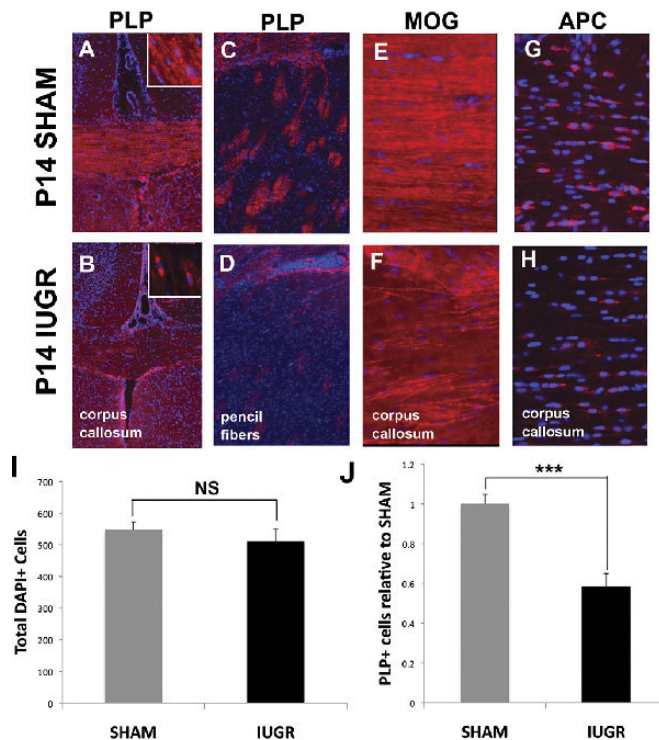 PLP PLP MOG APC
P14 SHAM
A C E G
P14 IUGR
B D F H
corpus callosum
pencil fibers
corpus callosum
corpus callosum
I
Total DAPI+ Cells
700
600
500
400
300
200
100
0
NS
SHAM IUGR
J
PLP+ cells relative to SHAM
1.2
1
0.8
0.6
0.4
0.2
0
***
SHAM IUGR